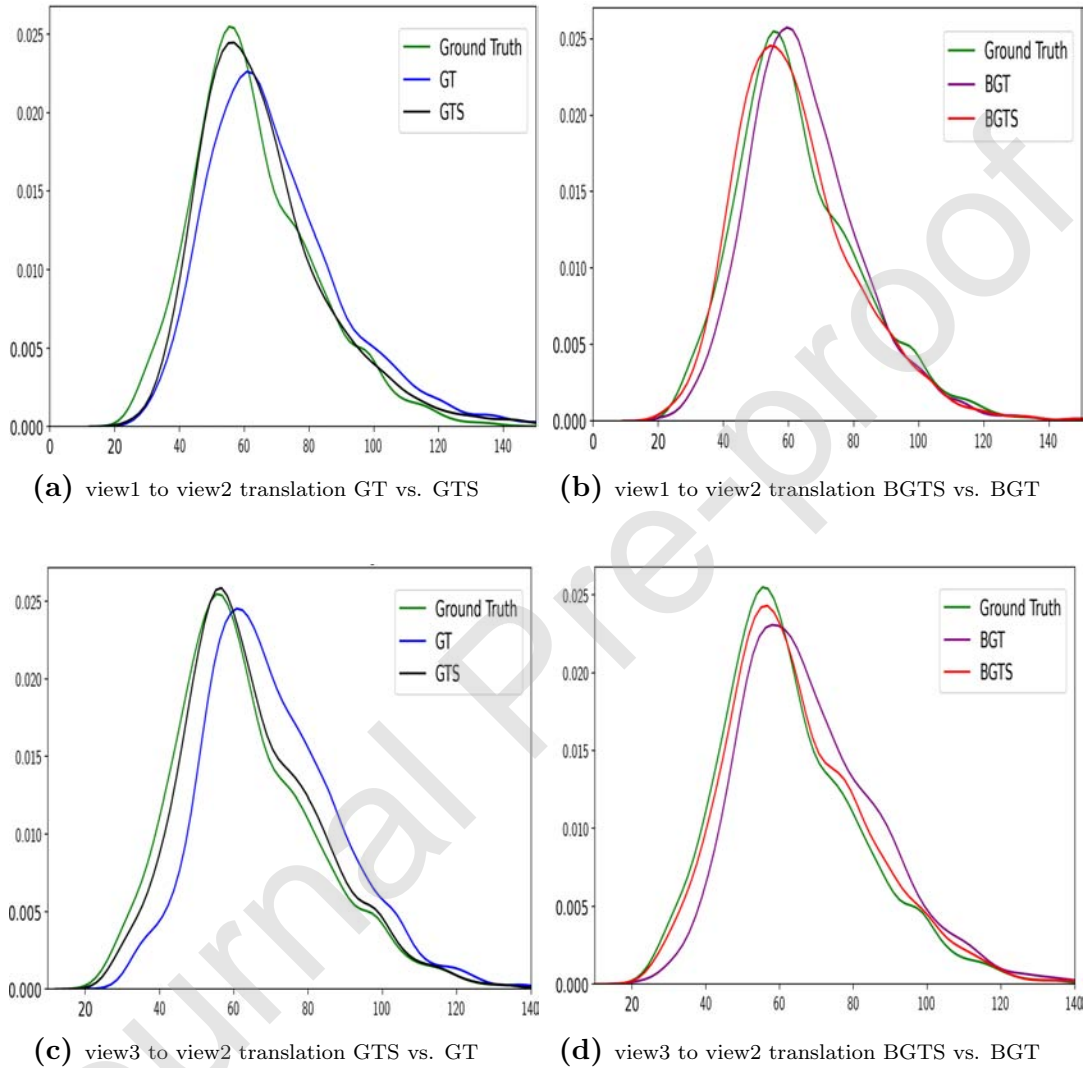 0.025
0.020
0.015
0.010
0.005
0.000
0 20 40 60 80 100 120 140
Ground Truth
GT
GTS
(a) view1 to view2 translation GT vs. GTS
0.025
0.020
0.015
0.010
0.005
0.000
0 20 40 60 80 100 120 140
Ground Truth
BGT
BGTS
(b) view1 to view2 translation BGTS vs. BGT
0.025
0.020
0.015
0.010
0.005
0.000
20 40 60 80 100 120 140
Ground Truth
GT
GTS
(c) view3 to view2 translation GTS vs. GT
0.025
0.020
0.015
0.010
0.005
0.000
20 40 60 80 100 120 140
Ground Truth
BGT
BGTS
(d) view3 to view2 translation BGTS vs. BGT
urnal Pre-proof